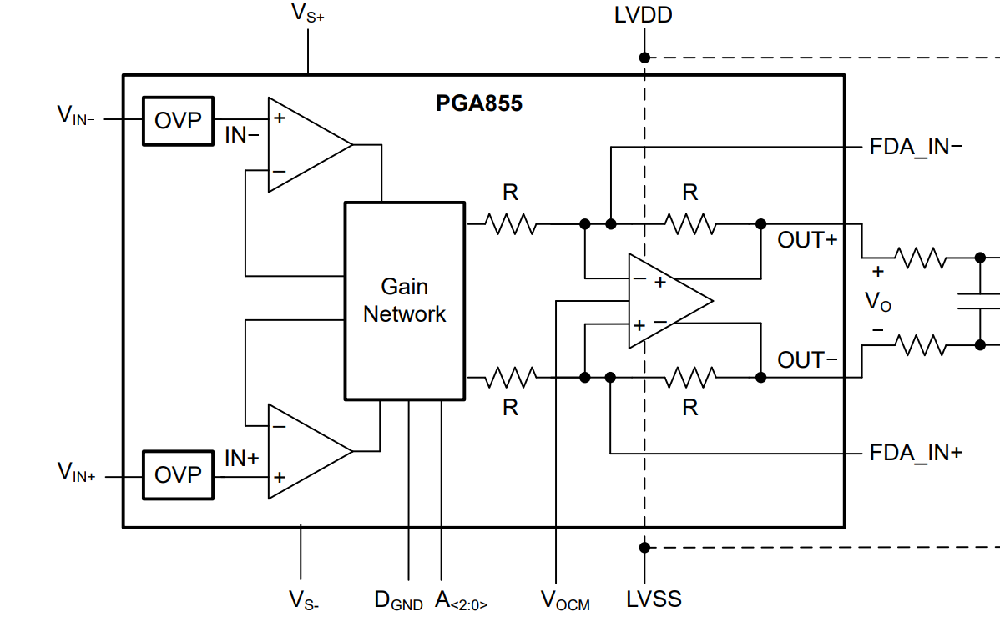 VS+
LVDD
PGA855
VIN−
OVP
IN−
+
−
FDA_IN−
R
R
OUT+
Gain
Network
− +
+ −
+
VO
−
OUT−
R
R
−
+
VIN+
OVP
IN+
FDA_IN+
VS-
DGND
A<2:0>
VOCM
LVSS